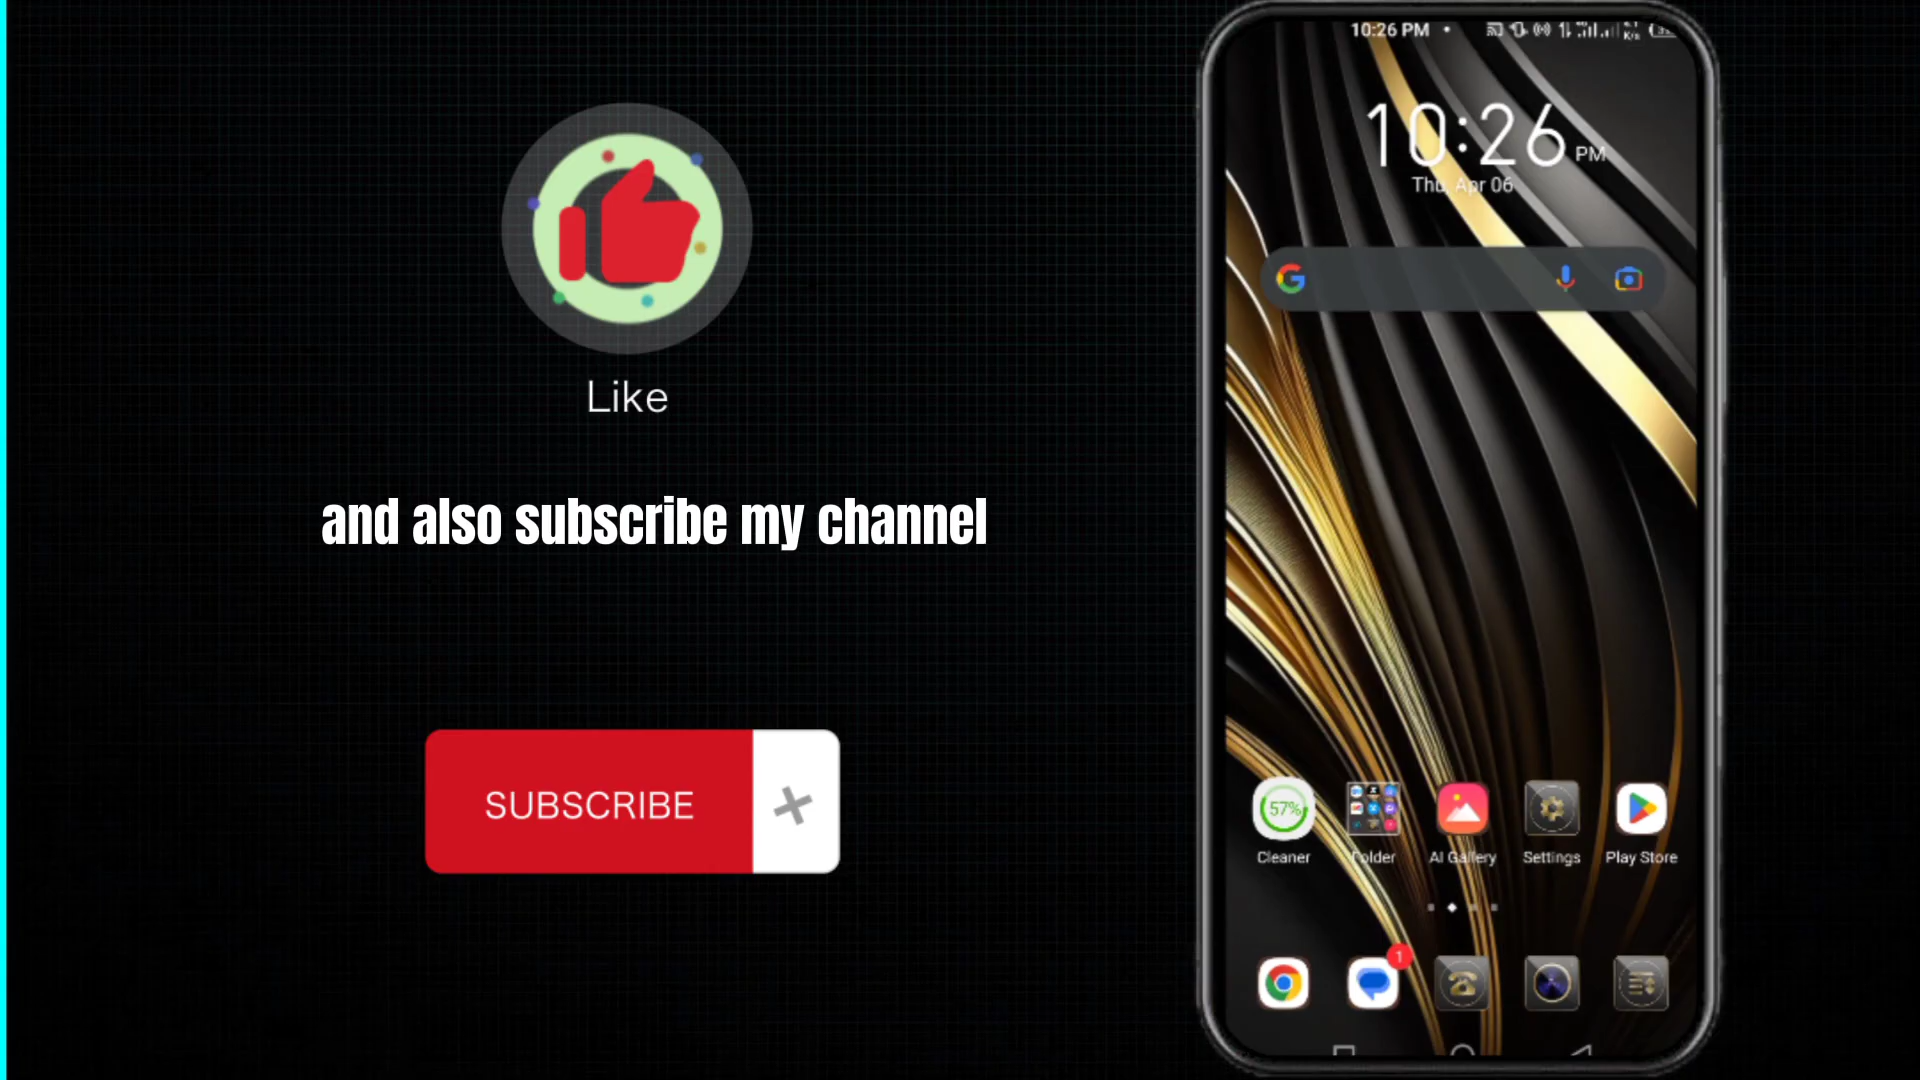 Like
and also subscribe my channel
SUBSCRIBE
10:26 PM
10:26 PM
Thu, Apr 06
57%
Cleaner
Folder
AI Gallery
Settings
Play Store
1